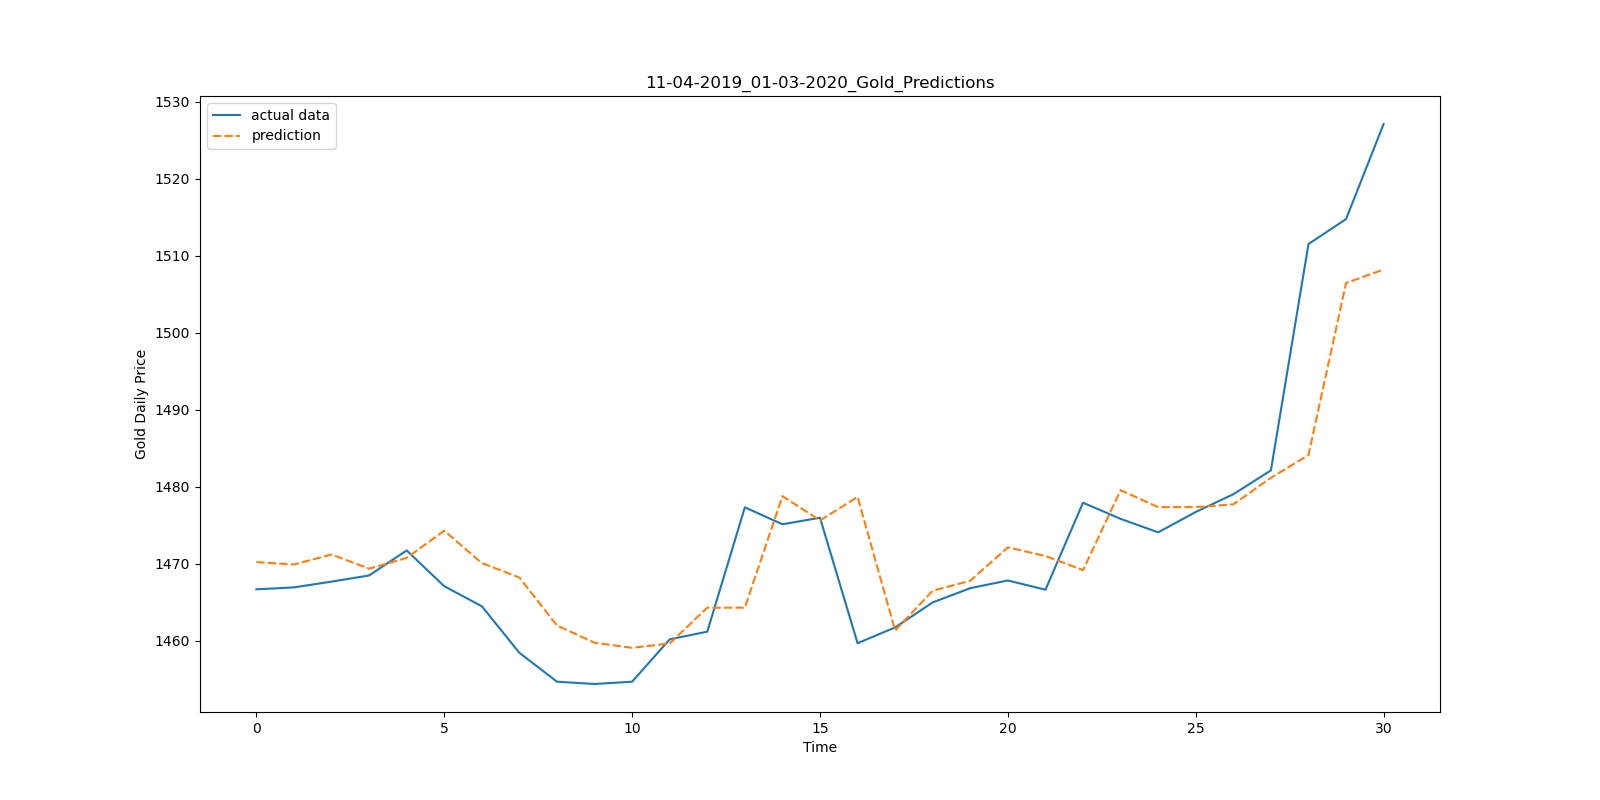 11-04-2019_01-03-2020_Gold_Predictions
actual data
prediction
1530
1520
1510
1500
1490
1480
1470
1460
Gold Daily Price
0 5 10 15 20 25 30
Time